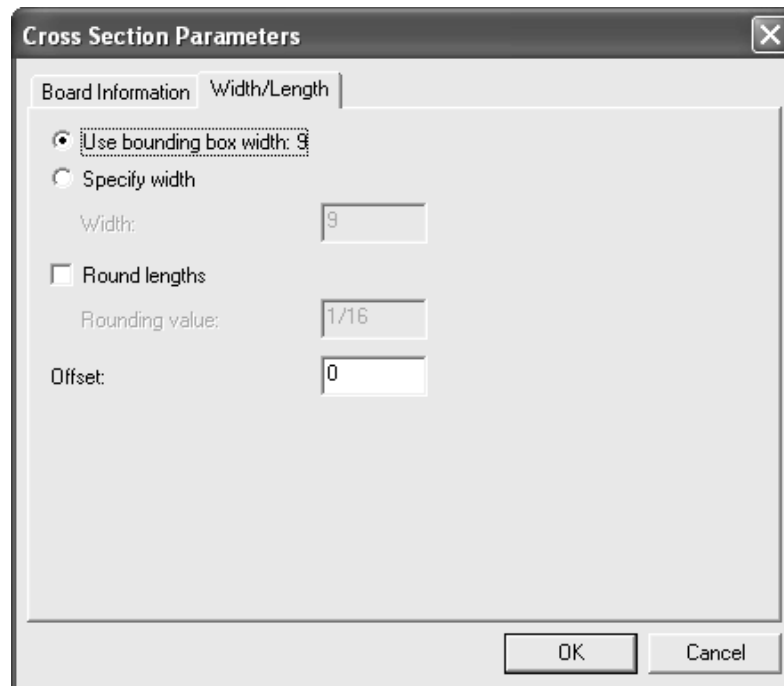 Cross Section Parameters
Board Information Width/Length
Use bounding box width: 9
Specify width
Width: 9
Round lengths
Rounding value: 1/16
Offset: 0
OK Cancel